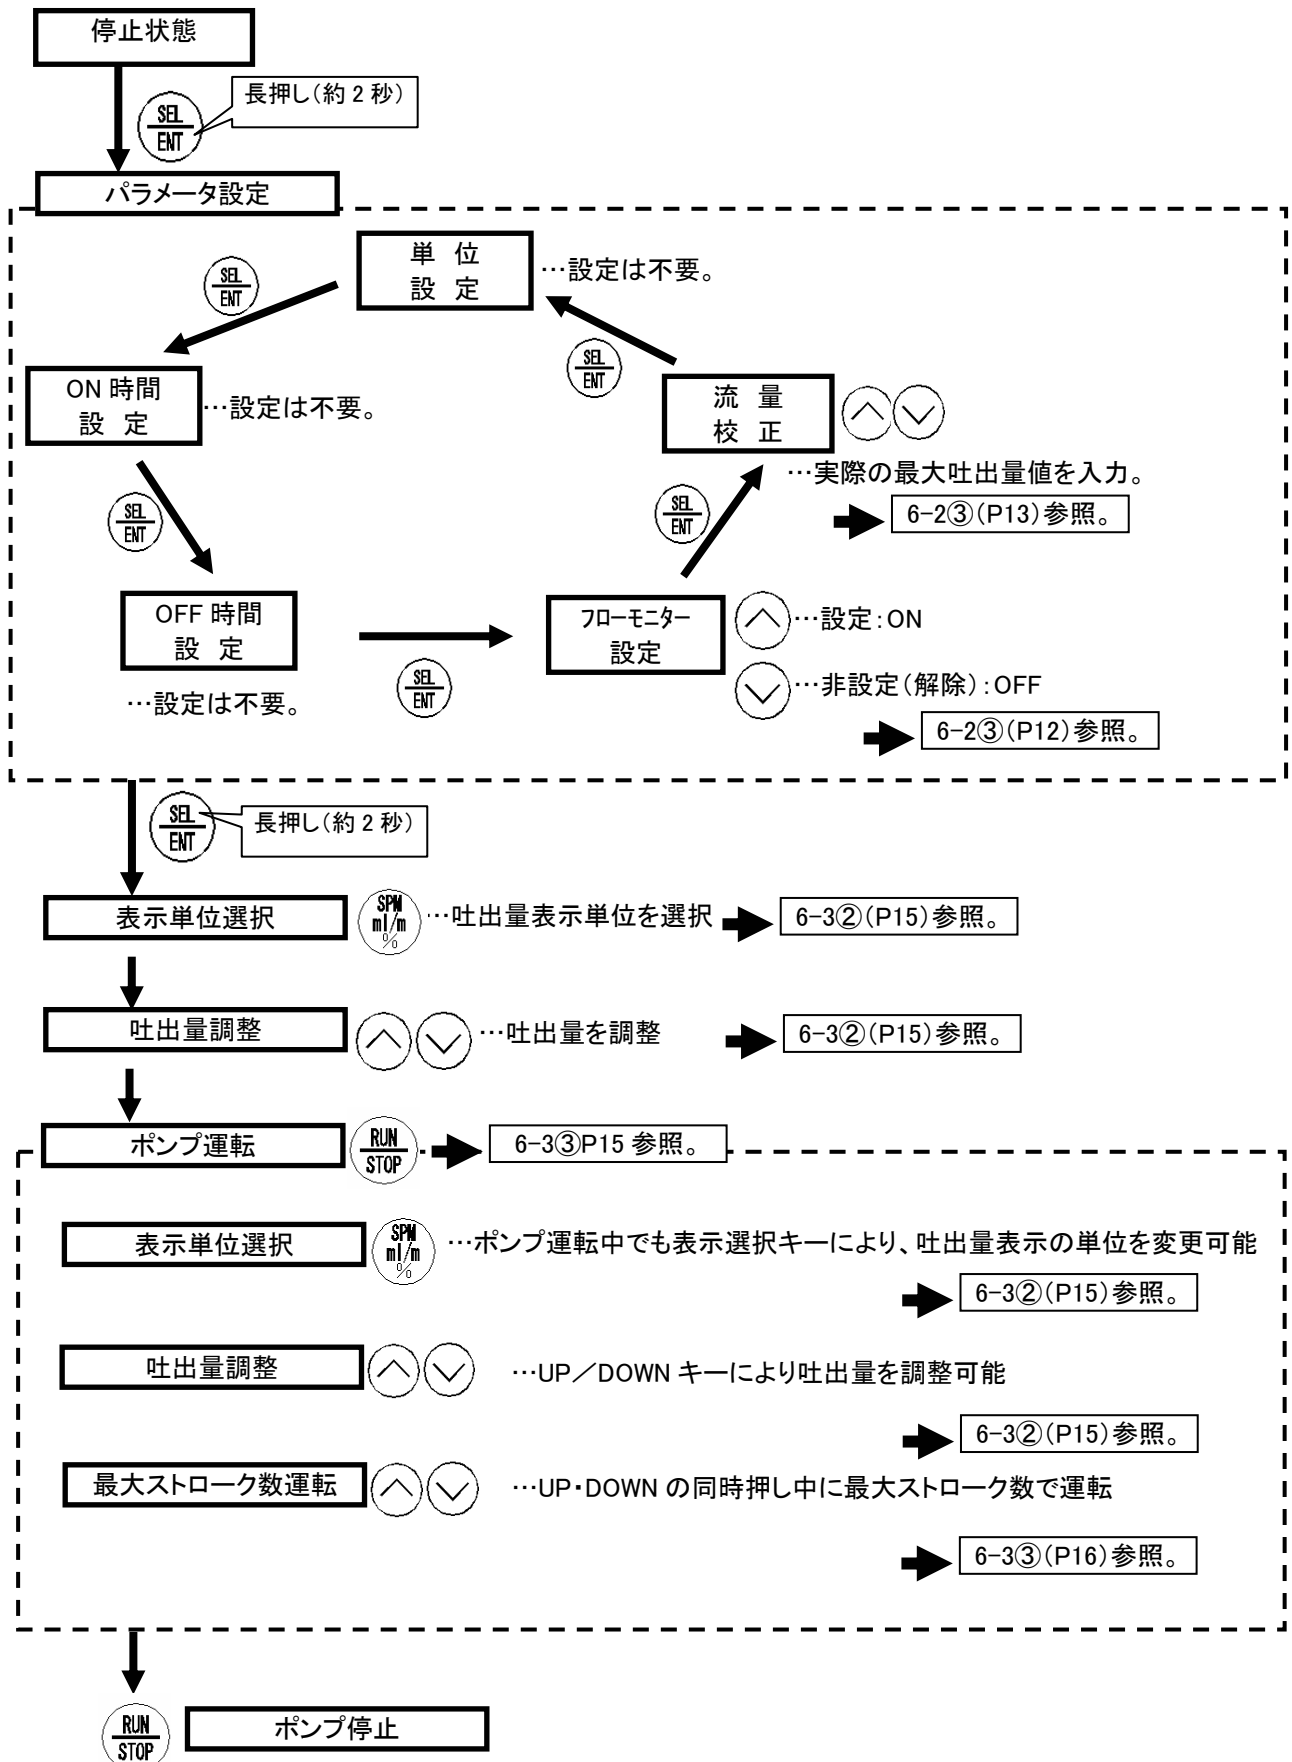 停止状態
SEL
ENT
長押し(約2秒)
パラメータ設定
単 位
設 定
…設定は不要。
SEL
ENT
SEL
ENT
ON 時間
設 定
…設定は不要。
流 量
校 正
…実際の最大吐出量値を入力。
6-2③(P13)参照。
SEL
ENT
SEL
ENT
OFF 時間
設 定
…設定は不要。
SEL
ENT
フローモニター
設定
…設定:ON
…非設定(解除):OFF
6-2③(P12)参照。
SEL
ENT
長押し(約2秒)
表示単位選択
SPM
ml/m
%
…吐出量表示単位を選択
6-3②(P15)参照。
吐出量調整
…吐出量を調整
6-3②(P15)参照。
ポンプ運転
RUN
STOP
6-3③P15 参照。
表示単位選択
SPM
ml/m
%
…ポンプ運転中でも表示選択キーにより、吐出量表示の単位を変更可能
6-3②(P15)参照。
吐出量調整
…UP/DOWN キーにより吐出量を調整可能
6-3②(P15)参照。
最大ストローク数運転
…UP・DOWN の同時押し中に最大ストローク数で運転
6-3③(P16)参照。
RUN
STOP
ポンプ停止